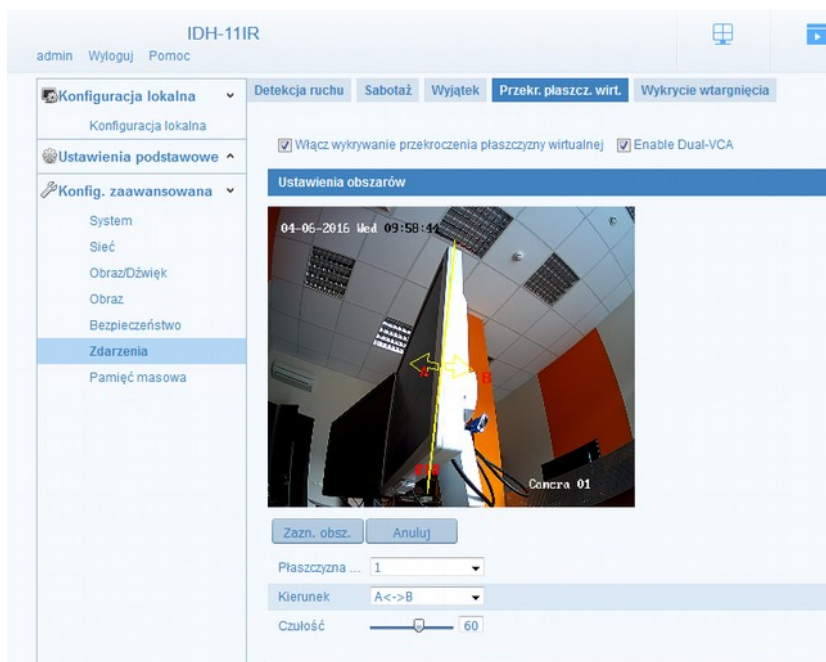 IDH-11IR
admin Wyloguj Pomoc
Konfiguracja lokalna
Konfiguracja lokalna
Ustawienia podstawowe
Konfig. zaawansowana
System
Sieć
Obraz/Dźwięk
Obraz
Bezpieczeństwo
Zdarzenia
Pamięć masowa
Detekcja ruchu Sabotaż Wyjątek Przekr. płaszcz. wirt. Wykrycie wtargnięcia
Włącz wykrywanie przekroczenia płaszczyzny wirtualnej Enable Dual-VCA
Ustawienia obszarów
04-06-2016 Wed 09:58:44
A B
Camera 01
Zazn. obsz. Anuluj
Płaszczyzna ... 1
Kierunek A<->B
Czułość 60